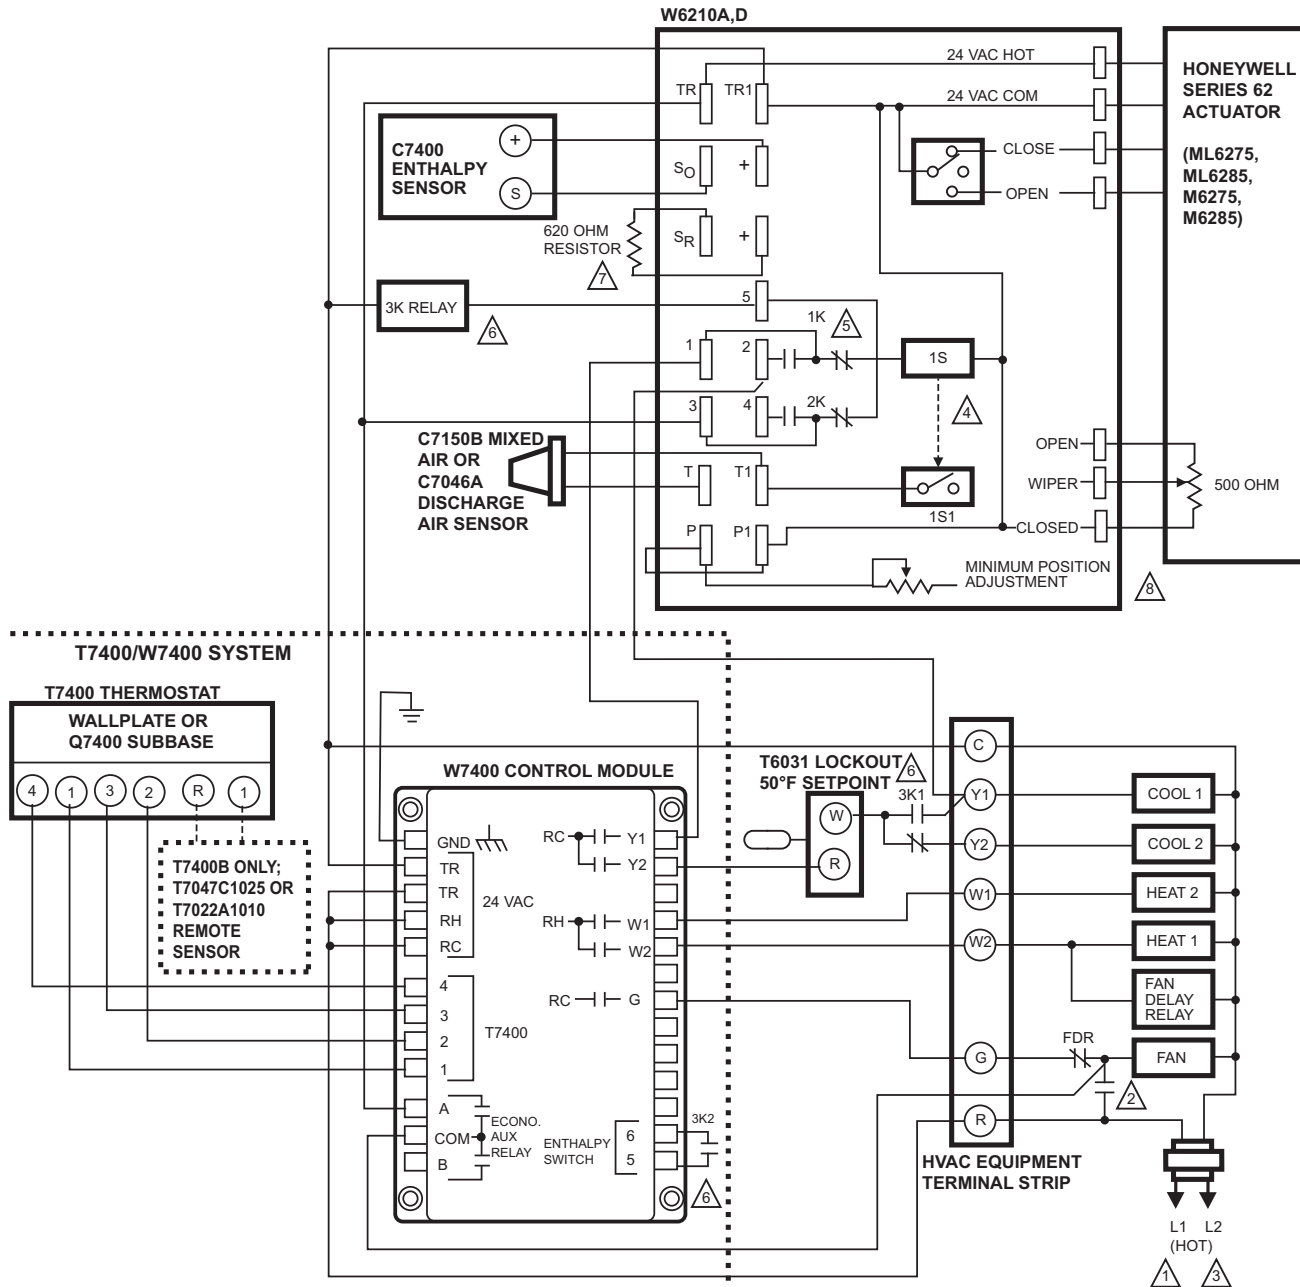 W6210A,D
24 VAC HOT
24 VAC COM
CLOSE
OPEN
HONEYWELL
SERIES 62
ACTUATOR
(ML6275,
ML6285,
M6275,
M6285)
TR
TR1
C7400
ENTHALPY
SENSOR
+
S
SO
+
620 OHM
RESISTOR
7
SR
+
3K RELAY
6
5
1K
5
1
2
1S
3
4
2K
4
C7150B MIXED
AIR OR
C7046A
DISCHARGE
AIR SENSOR
T
T1
1S1
OPEN
WIPER
CLOSED
500 OHM
P
P1
MINIMUM POSITION
ADJUSTMENT
8
T7400/W7400 SYSTEM
T7400 THERMOSTAT
WALLPLATE OR
Q7400 SUBBASE
4
1
3
2
R
1
T7400B ONLY;
T7047C1025 OR
T7022A1010
REMOTE
SENSOR
W7400 CONTROL MODULE
GND
TR
TR
RH
RC
24 VAC
4
3
2
1
T7400
A
COM
B
ECONO.
AUX
RELAY
RC
Y1
Y2
RH
W1
W2
RC
G
ENTHALPY
SWITCH
6
5
3K2
6
T6031 LOCKOUT
50°F SETPOINT
6
W
R
3K1
C
Y1
Y2
W1
W2
G
R
COOL 1
COOL 2
HEAT 2
HEAT 1
FAN
DELAY
RELAY
FDR
FAN
2
HVAC EQUIPMENT
TERMINAL STRIP
L1
L2
(HOT)
1
3